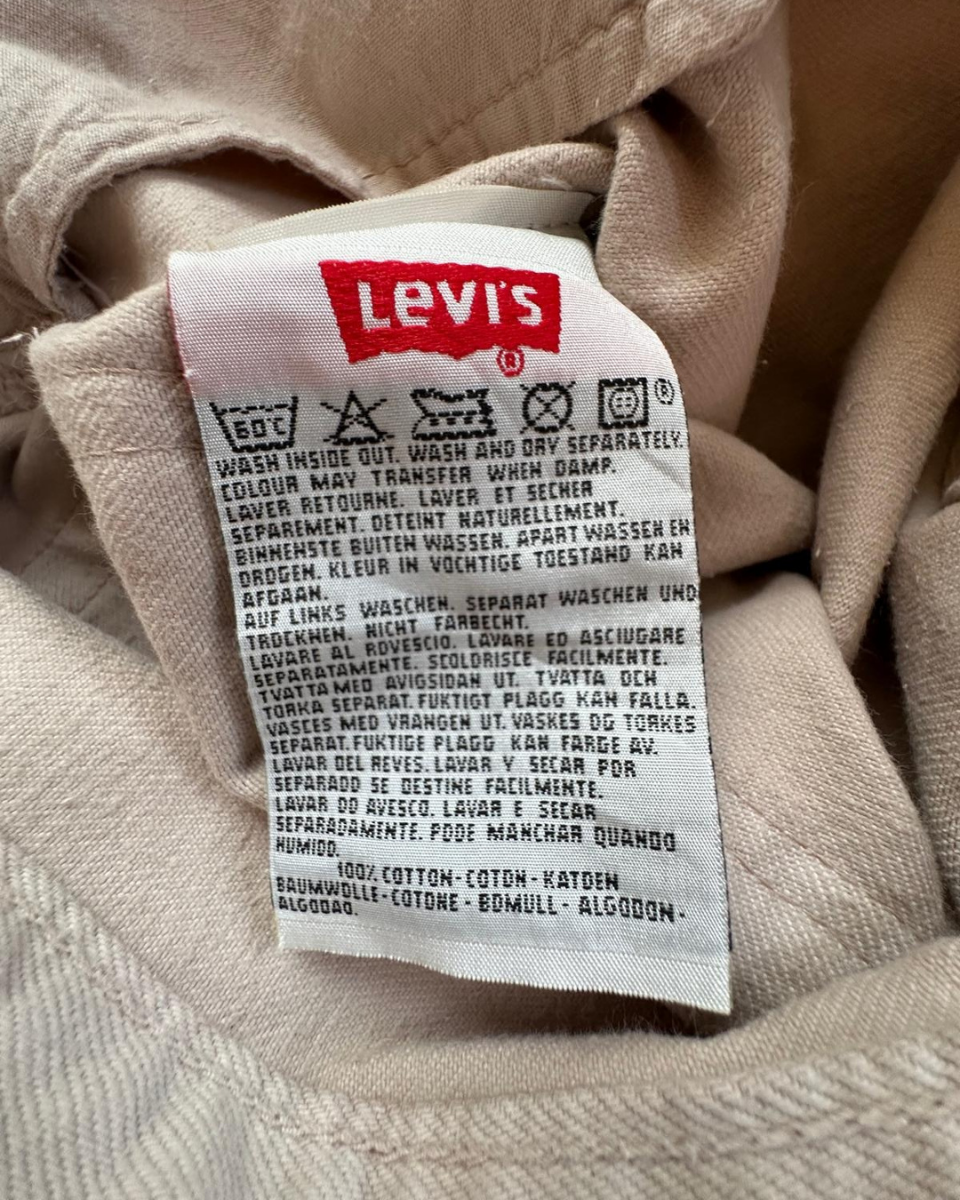 LEVI'S
®
60°C ®
WASH INSIDE OUT. WASH AND DRY SEPARATELY.
COLOUR MAY TRANSFER WHEN DAMP.
LAVER RETOURNE. LAVER ET SECHER
SEPAREMENT. DETEINT NATURELLEMENT.
BINNENSTE BUITEN WASSEN. APART WASSEN EN
DROGEN. KLEUR IN VOCHTIGE TOESTAND KAN
AFGAAN.
AUF LINKS WASCHEN. SEPARAT WASCHEN UND
TROCKNEN. NICHT FARBECHT.
LAVARE AL ROVESCIO. LAVARE ED ASCIUGARE
SEPARATAMENTE. SCOLORISCE FACILMENTE.
TVATTA MED AVIGSIDAN UT. TVATTA OCH
TORKA SEPARAT. FUKTIGT PLAGG KAN FALLA.
VASCES MED VRANGEN UT. VASKES OG TORKES
SEPARAT. FUKTIGE PLAGG KAN FARGE AV.
LAVAR DEL REVES. LAVAR Y SECAR POR
SEPARADO SE DESTINE FACILMENTE.
LAVAR DO AVESCO. LAVAR E SECAR
SEPARADAMENTE. PODE MANCHAR QUANDO
HUMIDO.
100% COTTON - COTON - KATOEN
BAUMWOLLE - COTONE - BOMULL - ALGODON -
ALGODAO.